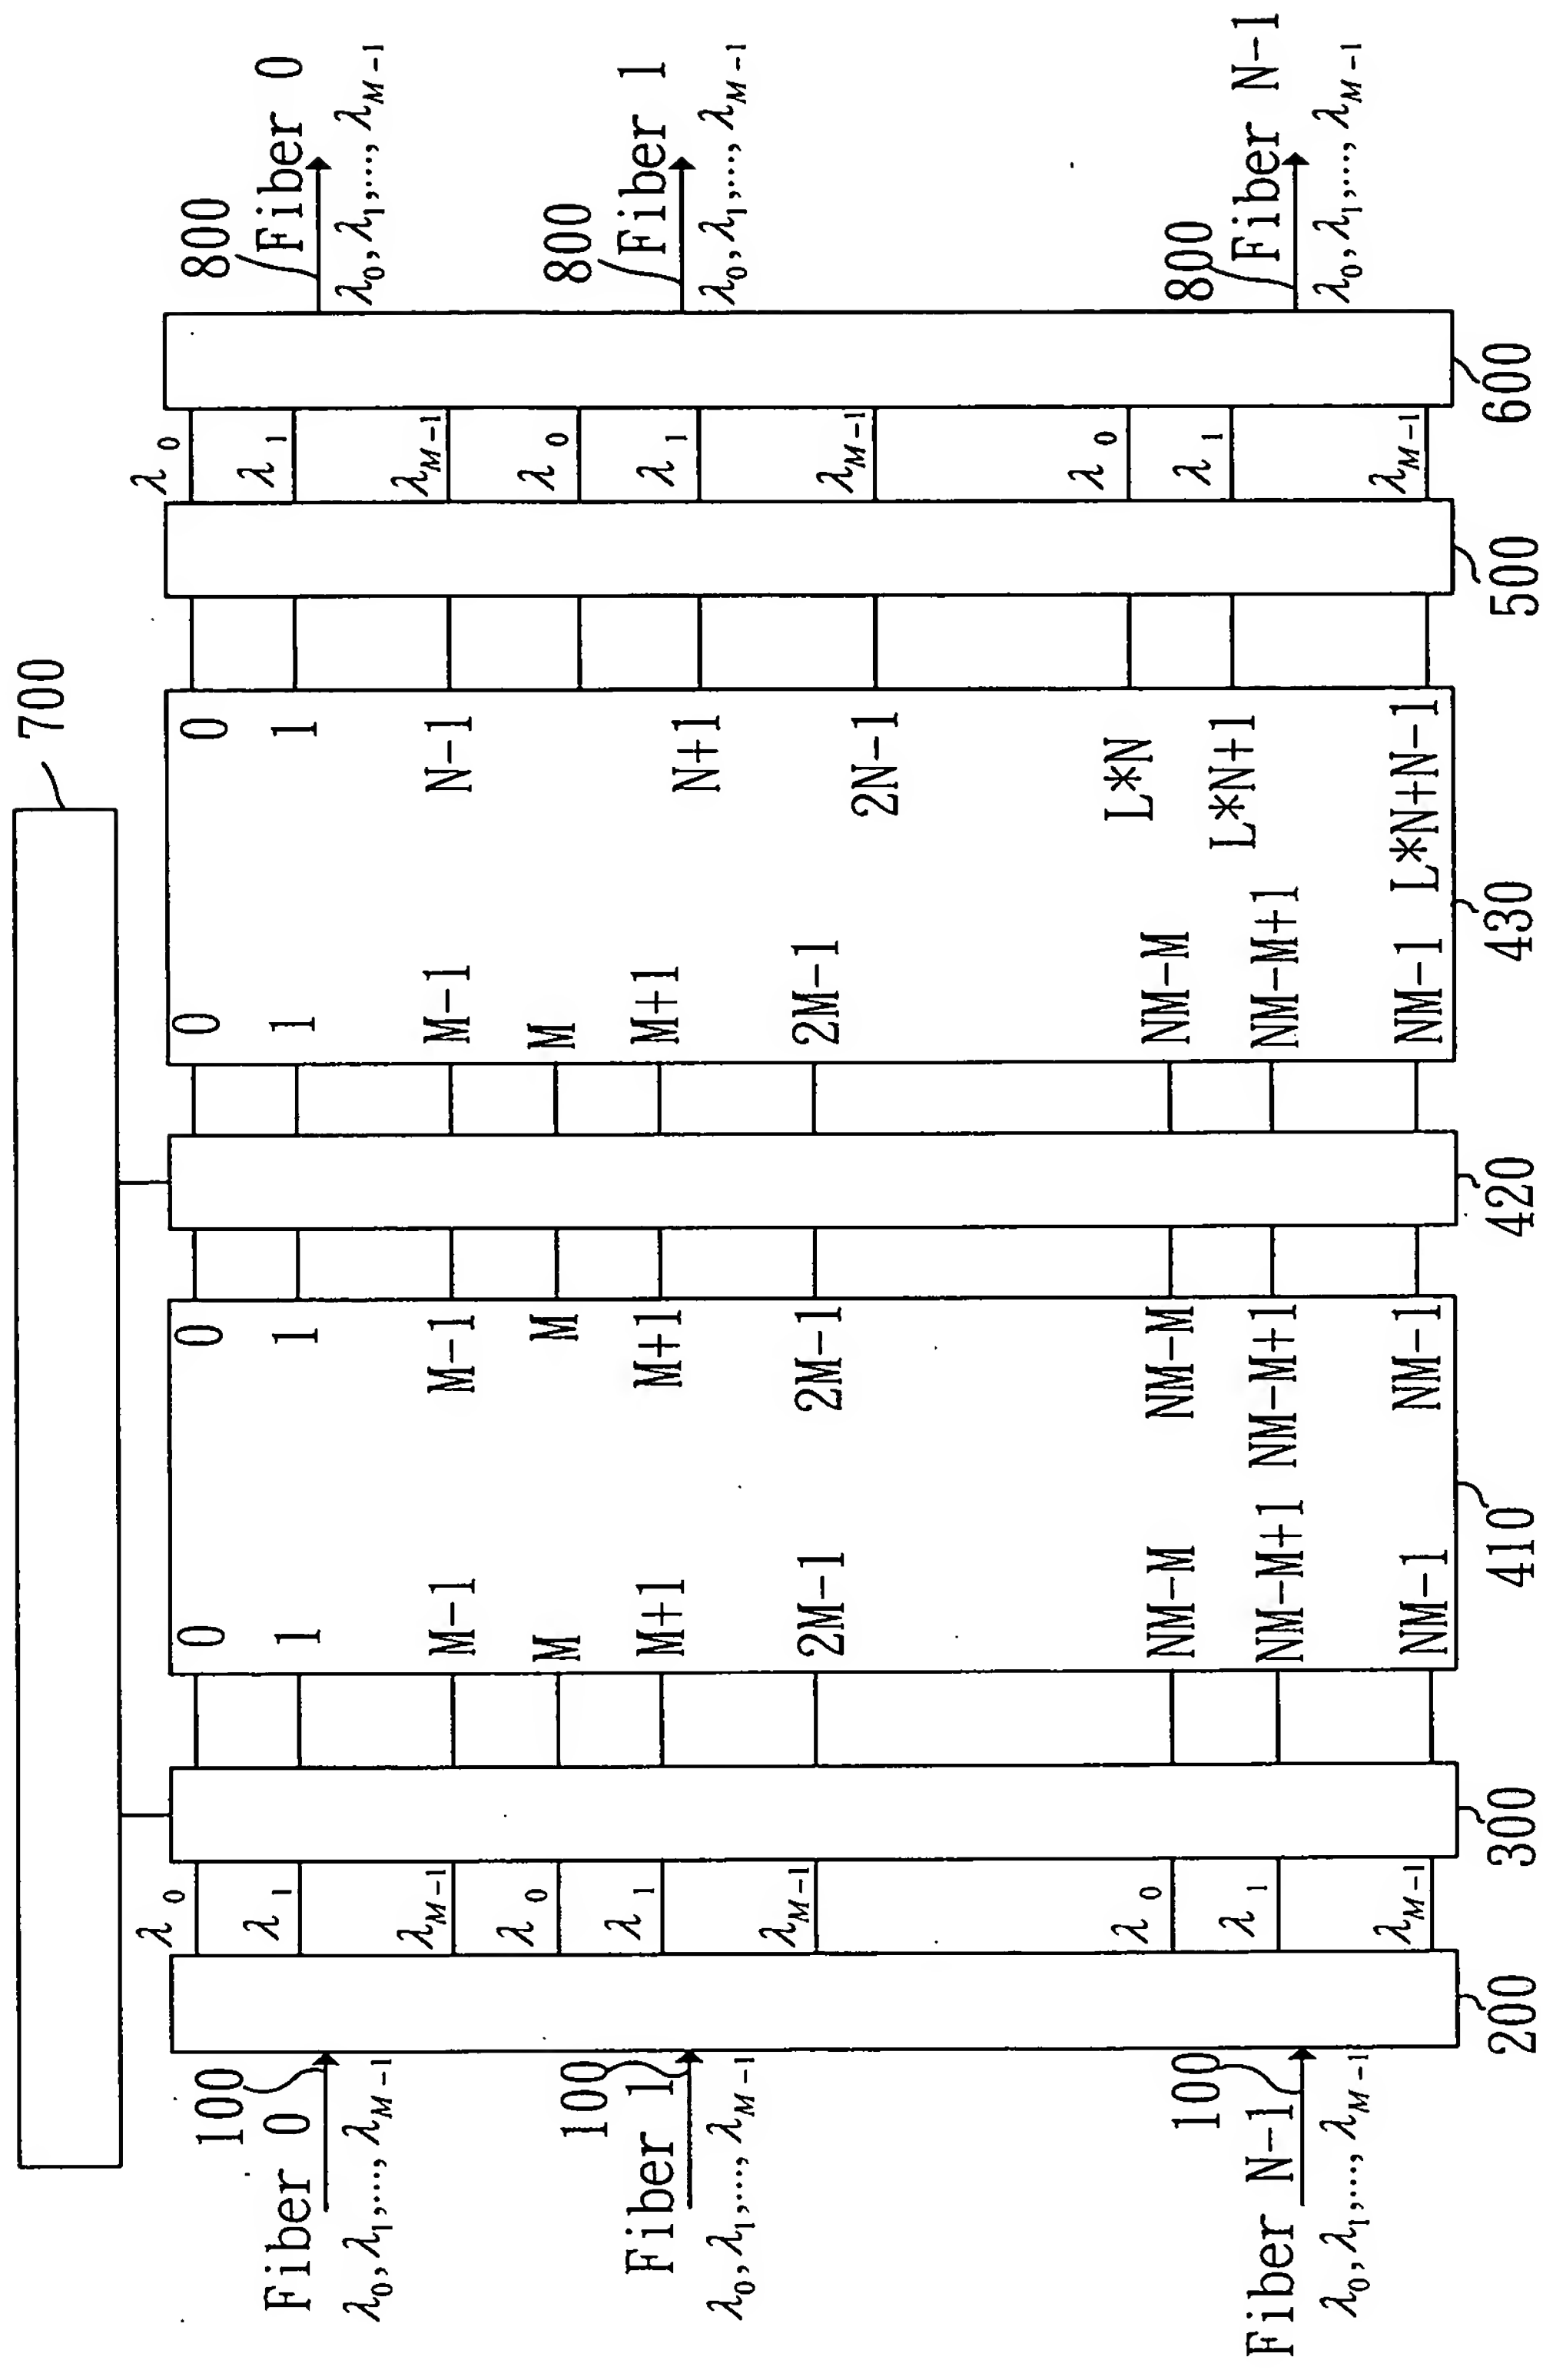 700
100
Fiber 0
λ0, λ1,..., λM−1
100
Fiber 1
λ0, λ1,..., λM−1
100
Fiber N-1
λ0, λ1,..., λM−1
200
λ0
λ1
λM−1
λ0
λ1
λM−1
λ0
λ1
λM−1
300
0
1
M-1
M
M+1
2M-1
NM-M
NM-M+1
NM-1
0
1
M-1
M
M+1
2M-1
NM-M
NM-M+1
NM-1
410
420
0
1
M-1
M
M+1
2M-1
NM-M
NM-M+1
NM-1
0
1
N-1
N+1
2N-1
L*N
L*N+1
L*N+N-1
430
500
λ0
λ1
λM−1
λ0
λ1
λM−1
λ0
λ1
λM−1
600
800
Fiber 0
λ0, λ1,..., λM−1
800
Fiber 1
λ0, λ1,..., λM−1
800
Fiber N-1
λ0, λ1,..., λM−1